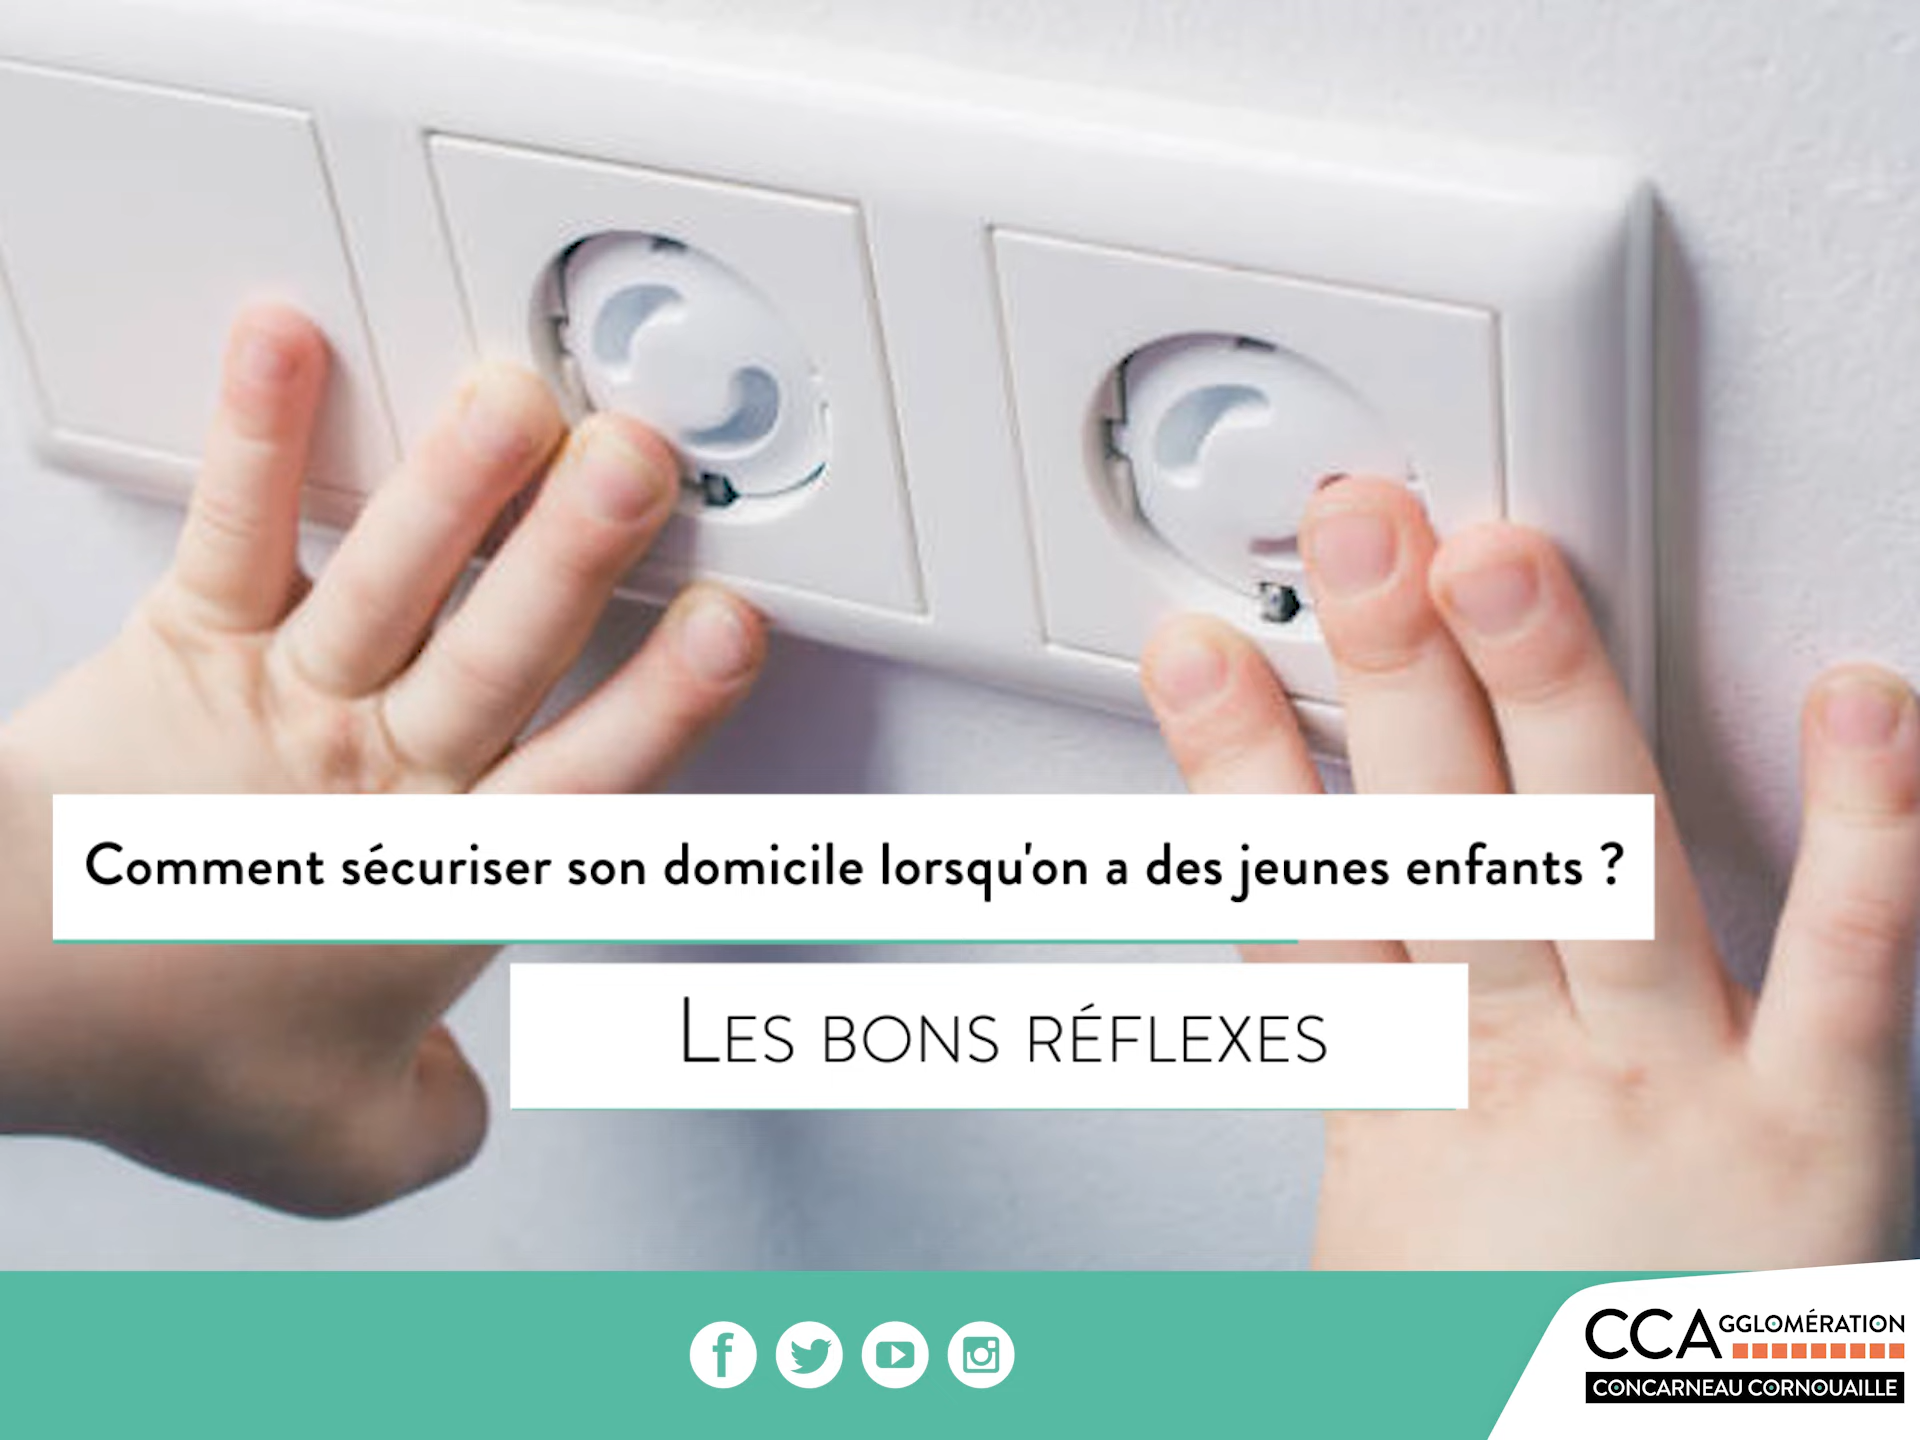 Comment sécuriser son domicile lorsqu'on a des jeunes enfants ?
LES BONS RÉFLEXES
CCAGGLOMÉRATION
CONCARNEAU CORNOUAILLE